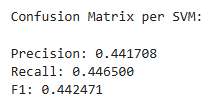 Confusion Matrix per SVM:
Precision: 0.441708
Recall: 0.446500
F1: 0.442471